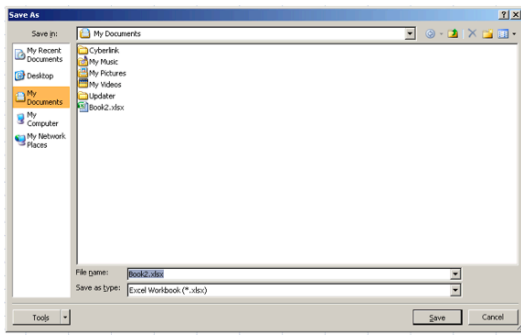 Save As
Save in:
My Documents
My Recent
Documents
Desktop
My
Documents
My
Computer
My Network
Places
Cyberlink
My Music
My Pictures
My Videos
Updater
Book2.xlsx
File name:
Book2.xlsx
Save as type:
Excel Workbook (*.xlsx)
Tools
Save
Cancel